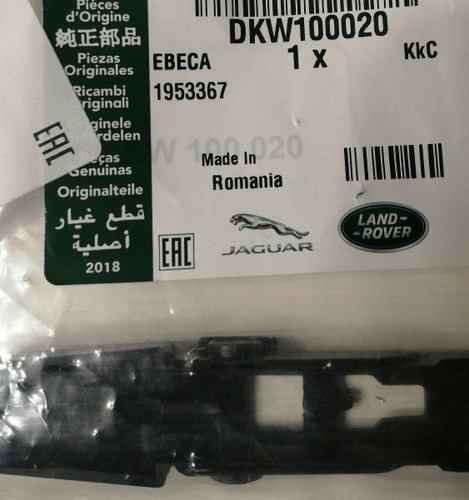 Pièces
d'Origine
純正部品
Piezas
Originales
Ricambi
Originali
Originele
Onderdelen
Peças
Genuinas
Originalteile
قطع غيار
أصلية
2018
EAC
DKW100020
1 x
KkC
EBECA
1953367
W 100 020
Made In
Romania
EAC
JAGUAR
LAND-
-ROVER